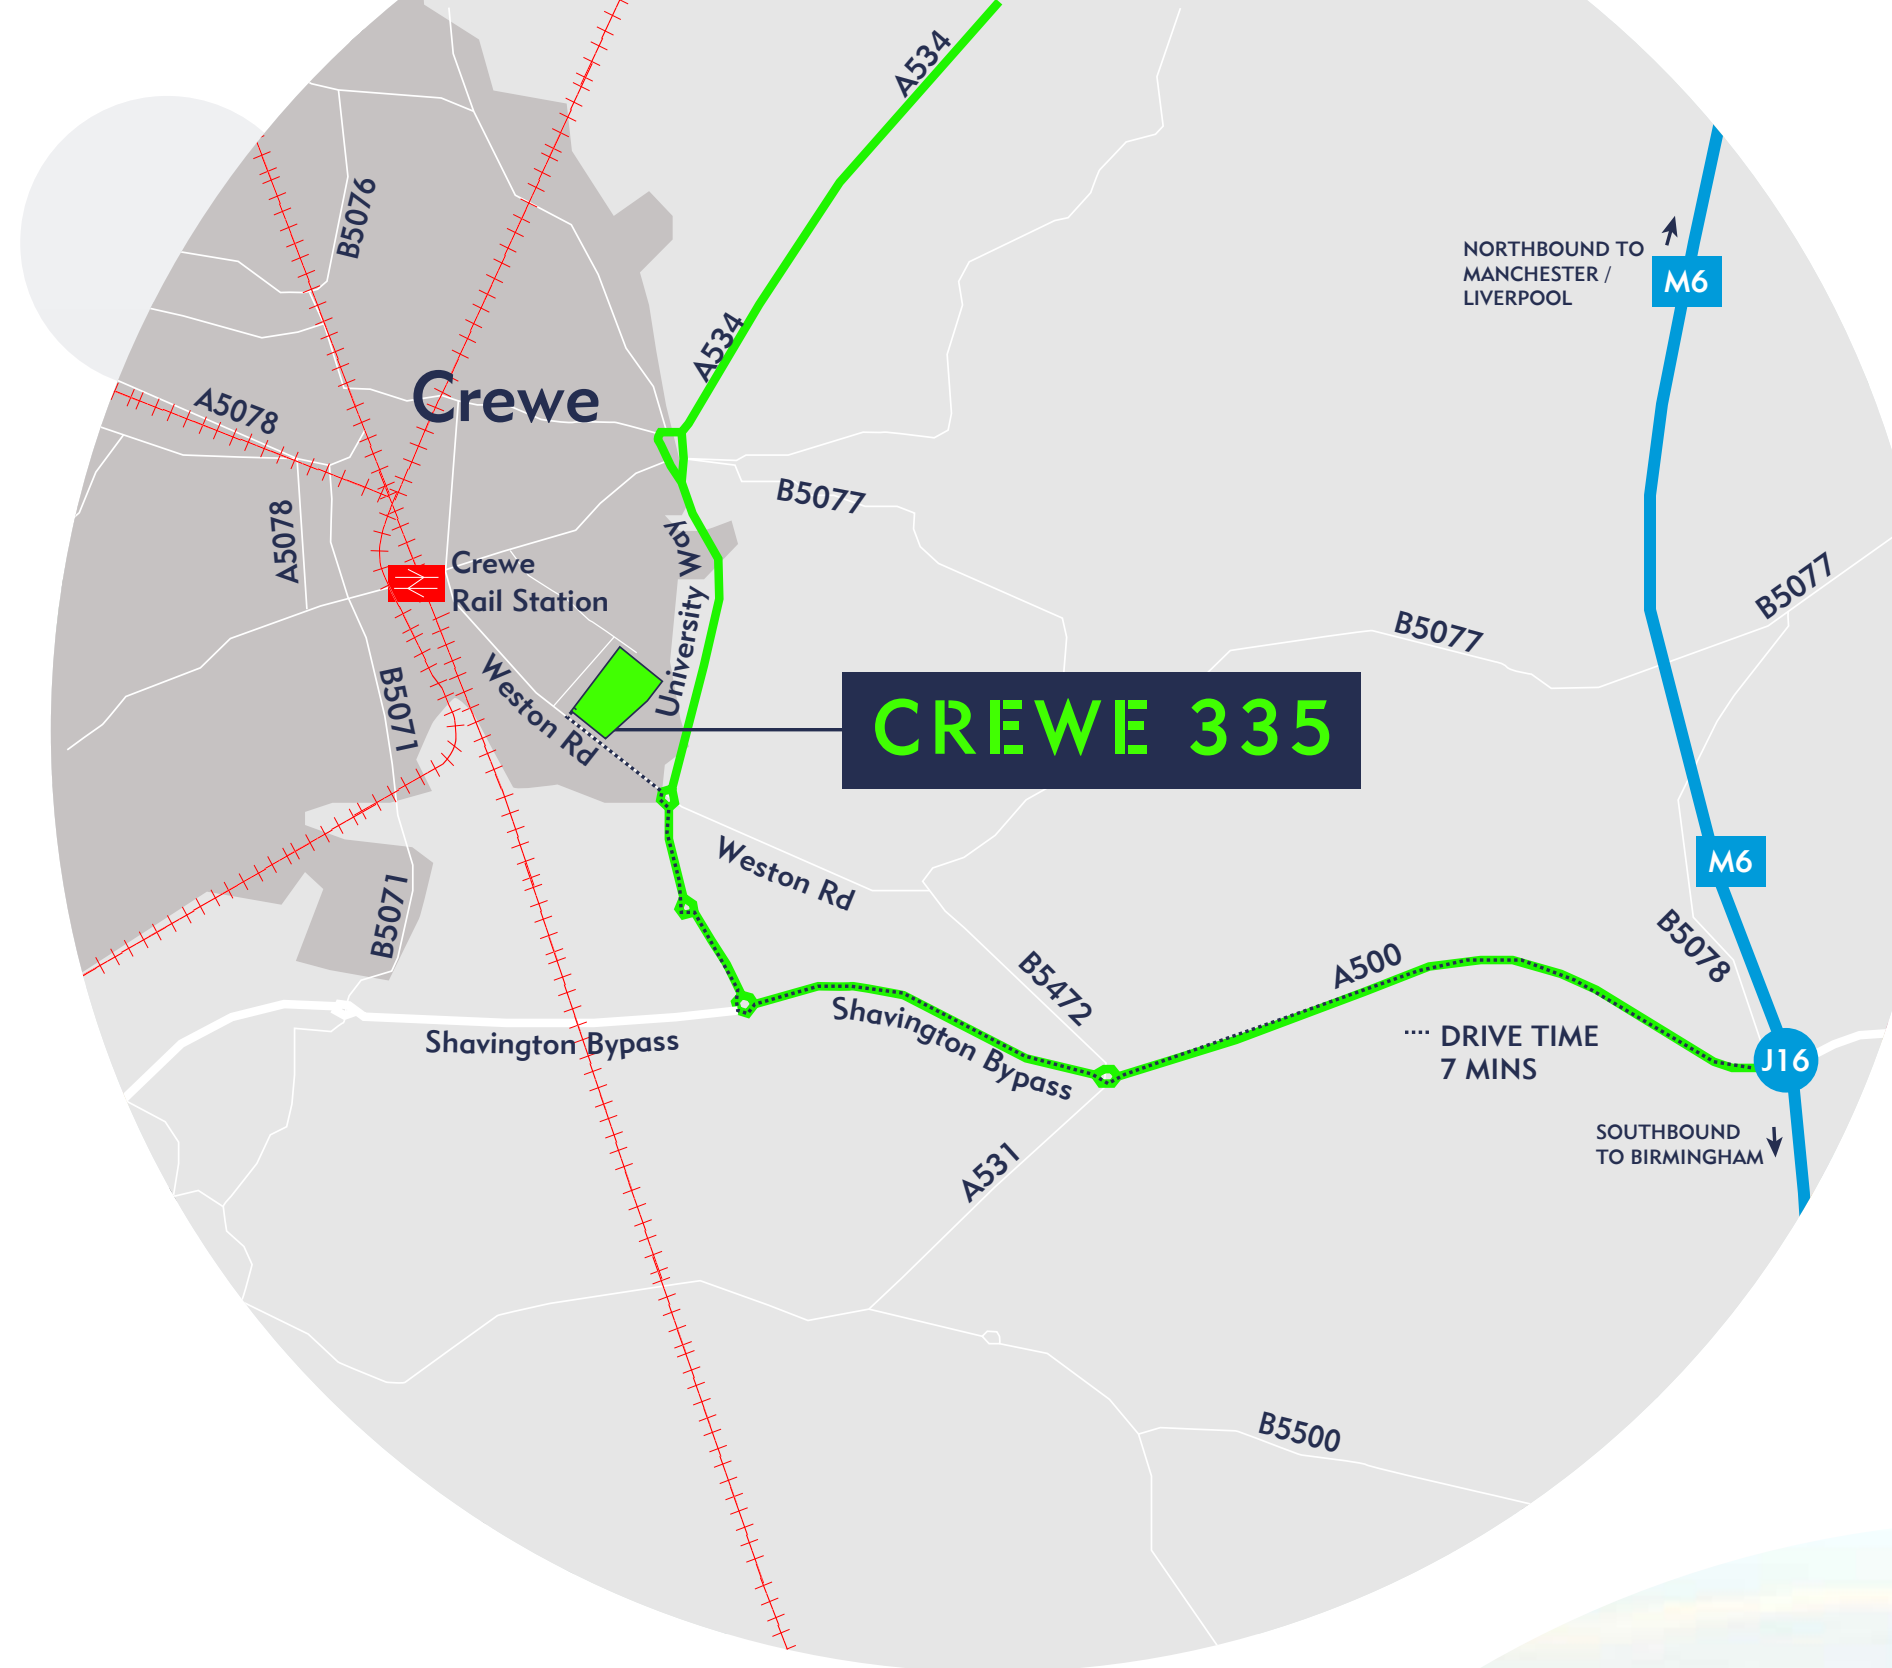 A534
B5076
NORTHBOUND TO
MANCHESTER /
LIVERPOOL
M6
A534
Crewe
A5078
B5077
A5078
University Way
Crewe
Rail Station
B5077
B5077
Weston Rd
B5071
CREWE 335
Weston Rd
M6
B5071
B5078
A500
B5472
Shavington Bypass
Shavington Bypass
DRIVE TIME
7 MINS
J16
SOUTHBOUND
TO BIRMINGHAM
A531
B5500